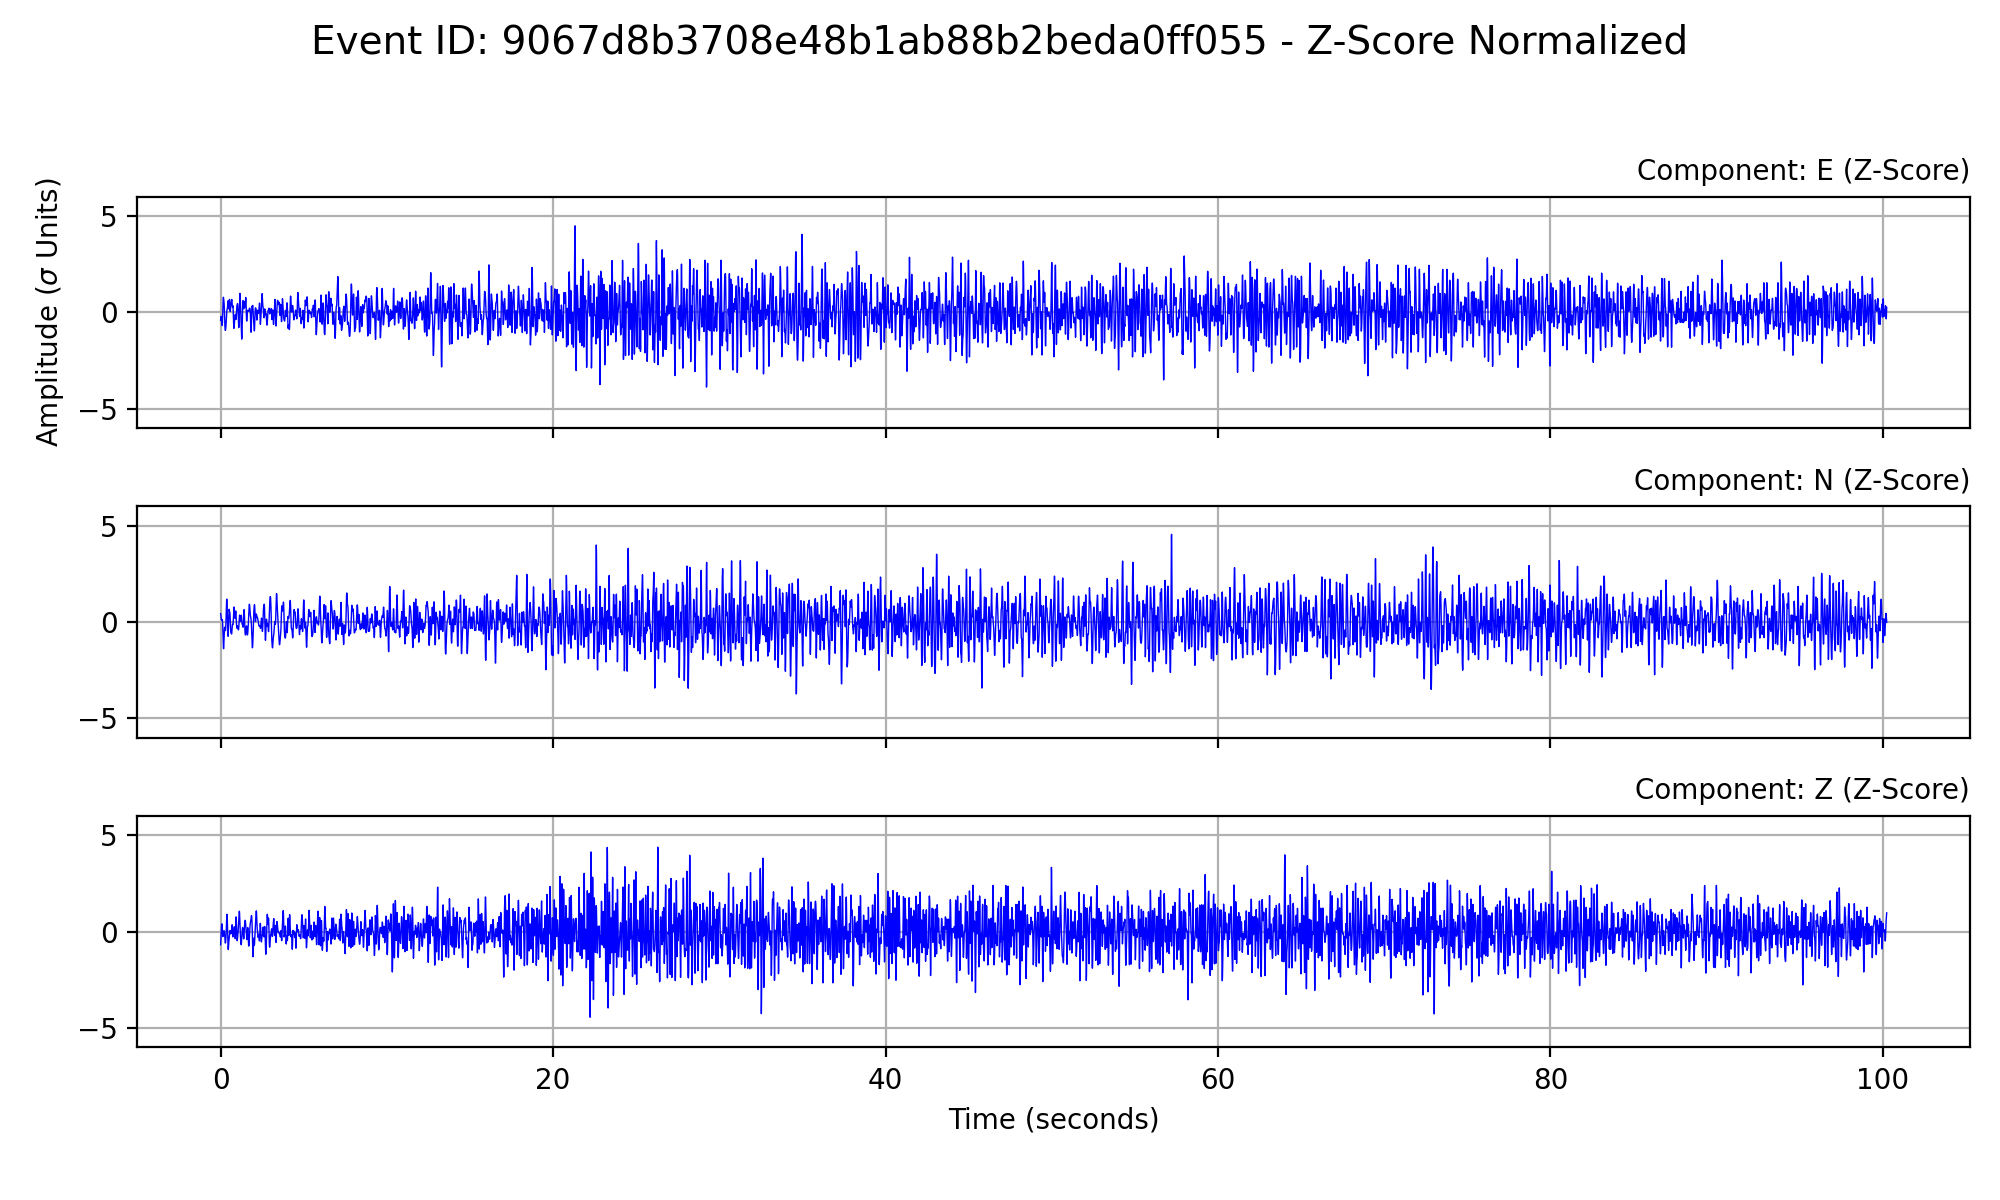 Event ID: 9067d8b3708e48b1ab88b2beda0ff055 - Z-Score Normalized
Component: E (Z-Score)
Amplitude (σ Units)
5
0
−5
Component: N (Z-Score)
5
0
−5
Component: Z (Z-Score)
5
0
−5
0 20 40 60 80 100
Time (seconds)